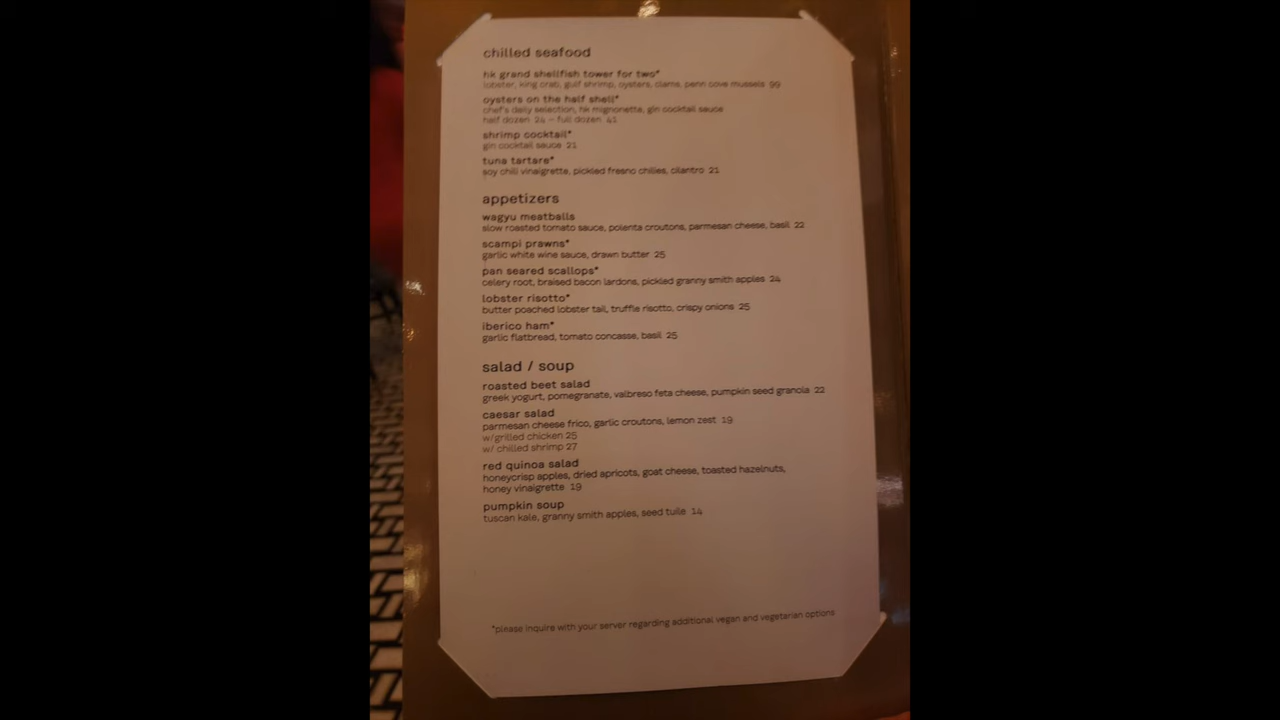 chilled seafood
hk grand shellfish tower for two*
lobster, king crab, gulf shrimp, oysters, clams, penn cove mussels 99
oysters on the half shell*
chef's daily selection, hk mignonette, gin cocktail sauce
half dozen 24 – full dozen 41
shrimp cocktail*
gin cocktail sauce 21
tuna tartare*
soy chili vinaigrette, pickled fresno chilies, cilantro 21
appetizers
wagyu meatballs
slow roasted tomato sauce, polenta croutons, parmesan cheese, basil 22
scampi prawns*
garlic white wine sauce, drawn butter 25
pan seared scallops*
celery root, braised bacon lardons, pickled granny smith apples 24
lobster risotto*
butter poached lobster tail, truffle risotto, crispy onions 25
iberico ham*
garlic flatbread, tomato concasse, basil 25
salad / soup
roasted beet salad
greek yogurt, pomegranate, valbreso feta cheese, pumpkin seed granola 22
caesar salad
parmesan cheese frico, garlic croutons, lemon zest 19
w/grilled chicken 25
w/ chilled shrimp 27
red quinoa salad
honeycrisp apples, dried apricots, goat cheese, toasted hazelnuts,
honey vinaigrette 19
pumpkin soup
tuscan kale, granny smith apples, seed tuile 14
*please inquire with your server regarding additional vegan and vegetarian options